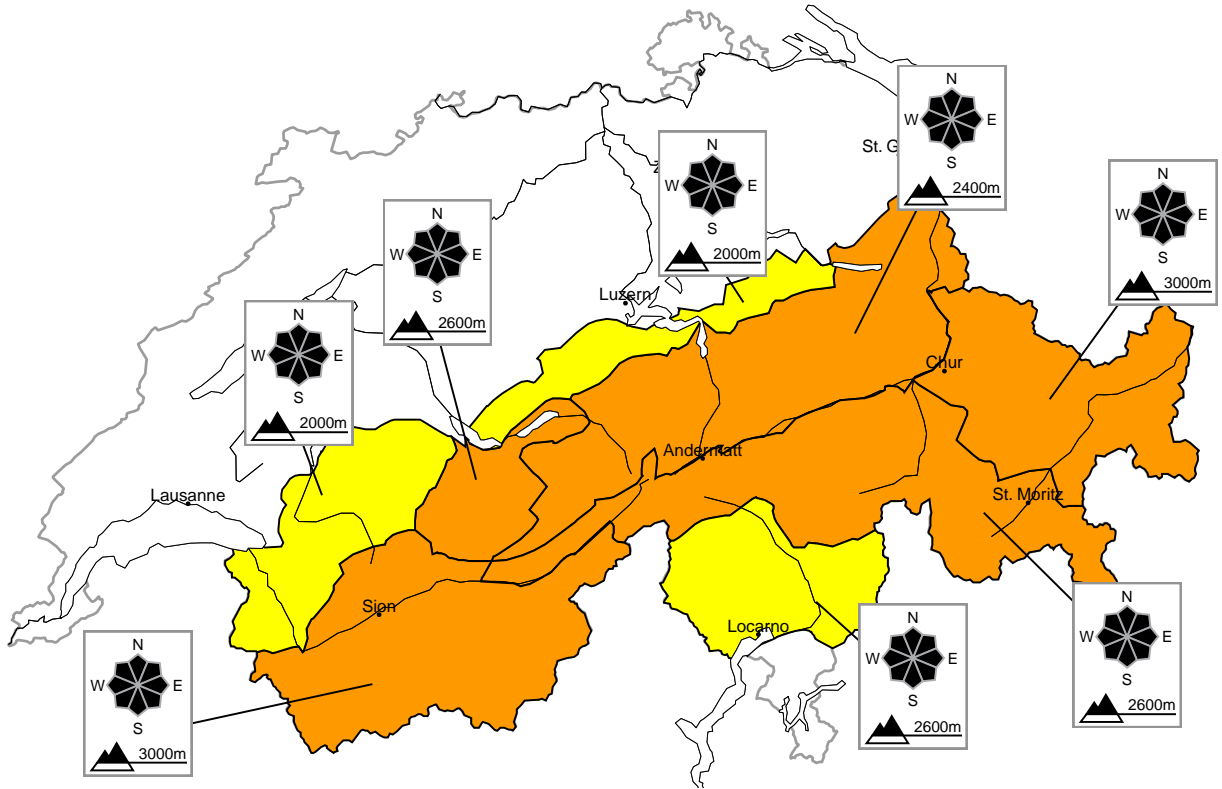 N
W E
S
2400m
St. G
N
W E
S
2000m
N
W E
S
3000m
N
W E
S
2600m
Luzern
N
W E
S
2000m
Chur
Andermatt
Lausanne
St. Moritz
Sion
Locarno
N
W E
S
2600m
N
W E
S
2600m
N
W E
S
3000m